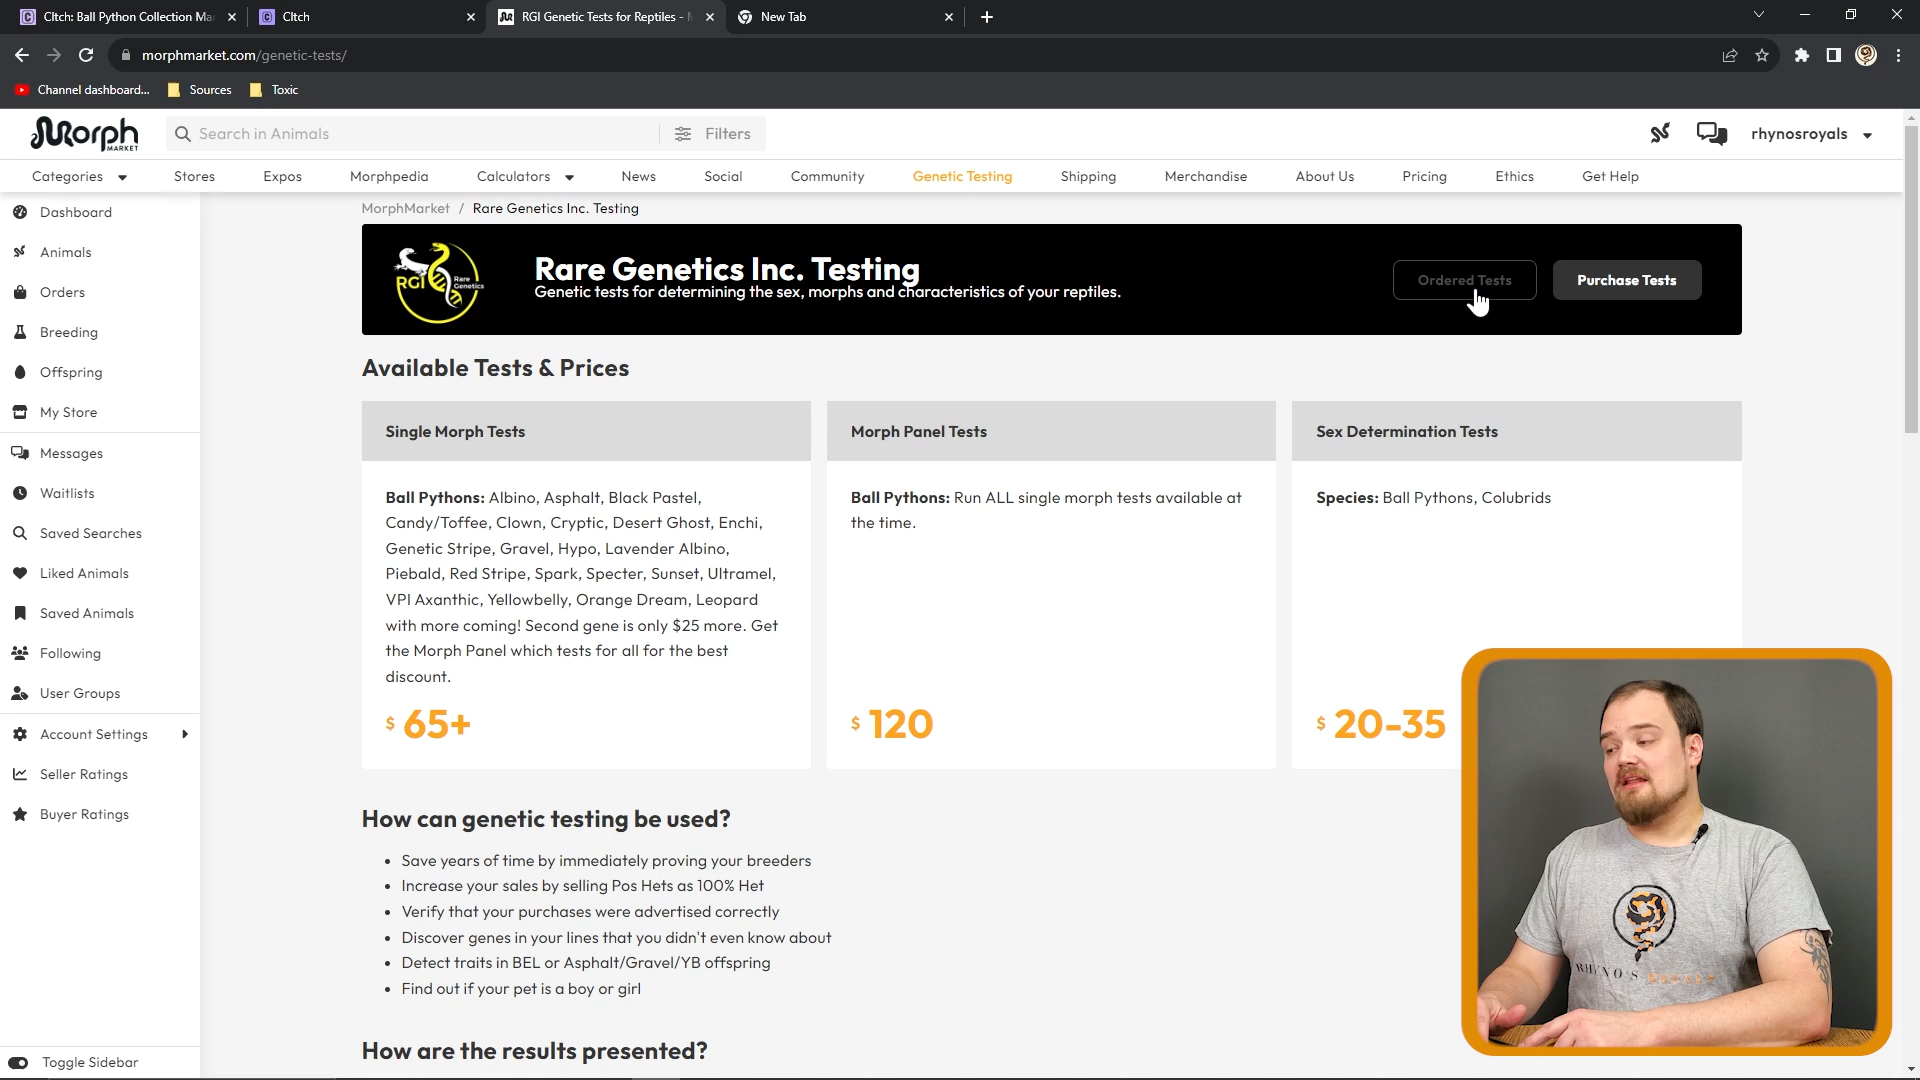 Cltch: Ball Python Collection Ma
Cltch
RGI Genetic Tests for Reptiles -
New Tab
morphmarket.com/genetic-tests/
Channel dashboard...
Sources
Toxic
Morph MARKET
Search in Animals
Filters
rhynosroyals
Categories
Stores
Expos
Morphpedia
Calculators
News
Social
Community
Genetic Testing
Shipping
Merchandise
About Us
Pricing
Ethics
Get Help
Dashboard
Animals
Orders
Breeding
Offspring
My Store
Messages
Waitlists
Saved Searches
Liked Animals
Saved Animals
Following
User Groups
Account Settings
Seller Ratings
Buyer Ratings
Toggle Sidebar
MorphMarket / Rare Genetics Inc. Testing
RGI Rare Genetics
Rare Genetics Inc. Testing
Genetic tests for determining the sex, morphs and characteristics of your reptiles.
Ordered Tests
Purchase Tests
Available Tests & Prices
Single Morph Tests
Ball Pythons: Albino, Asphalt, Black Pastel,
Candy/Toffee, Clown, Cryptic, Desert Ghost, Enchi,
Genetic Stripe, Gravel, Hypo, Lavender Albino,
Piebald, Red Stripe, Spark, Specter, Sunset, Ultramel,
VPI Axanthic, Yellowbelly, Orange Dream, Leopard
with more coming! Second gene is only $25 more. Get
the Morph Panel which tests for all for the best
discount.
$ 65+
Morph Panel Tests
Ball Pythons: Run ALL single morph tests available at
the time.
$ 120
Sex Determination Tests
Species: Ball Pythons, Colubrids
$ 20-35
How can genetic testing be used?
• Save years of time by immediately proving your breeders
• Increase your sales by selling Pos Hets as 100% Het
• Verify that your purchases were advertised correctly
• Discover genes in your lines that you didn't even know about
• Detect traits in BEL or Asphalt/Gravel/YB offspring
• Find out if your pet is a boy or girl
How are the results presented?
RHYNO'S